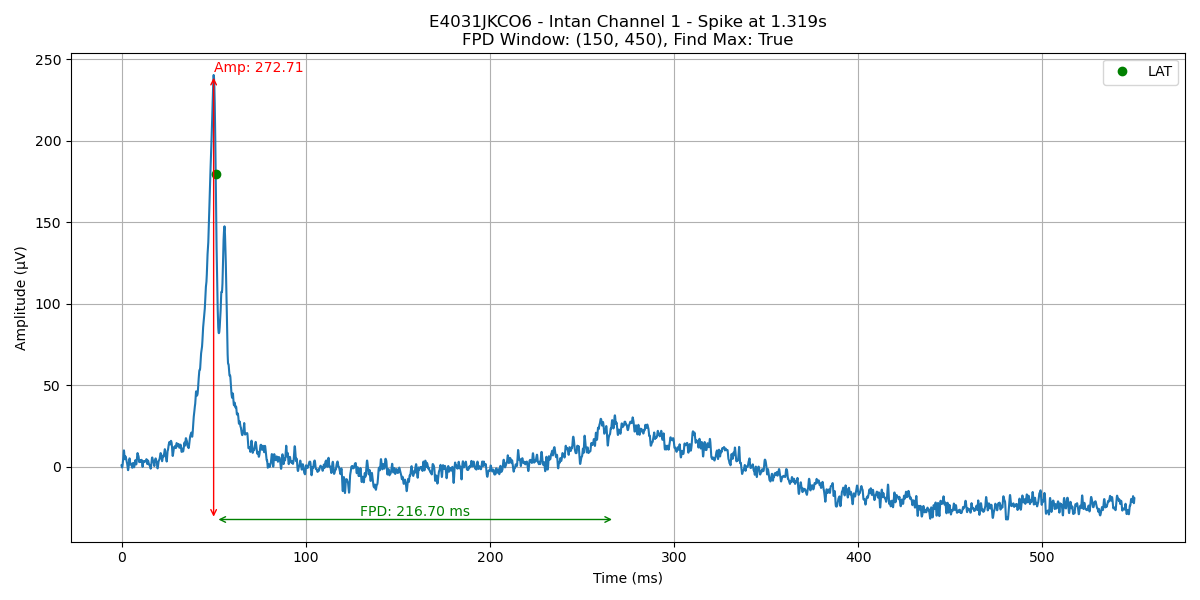 E4031JKCO6 - Intan Channel 1 - Spike at 1.319s
FPD Window: (150, 450), Find Max: True
Amp: 272.71
LAT
250
200
150
100
50
0
Amplitude (µV)
FPD: 216.70 ms
0 100 200 300 400 500
Time (ms)